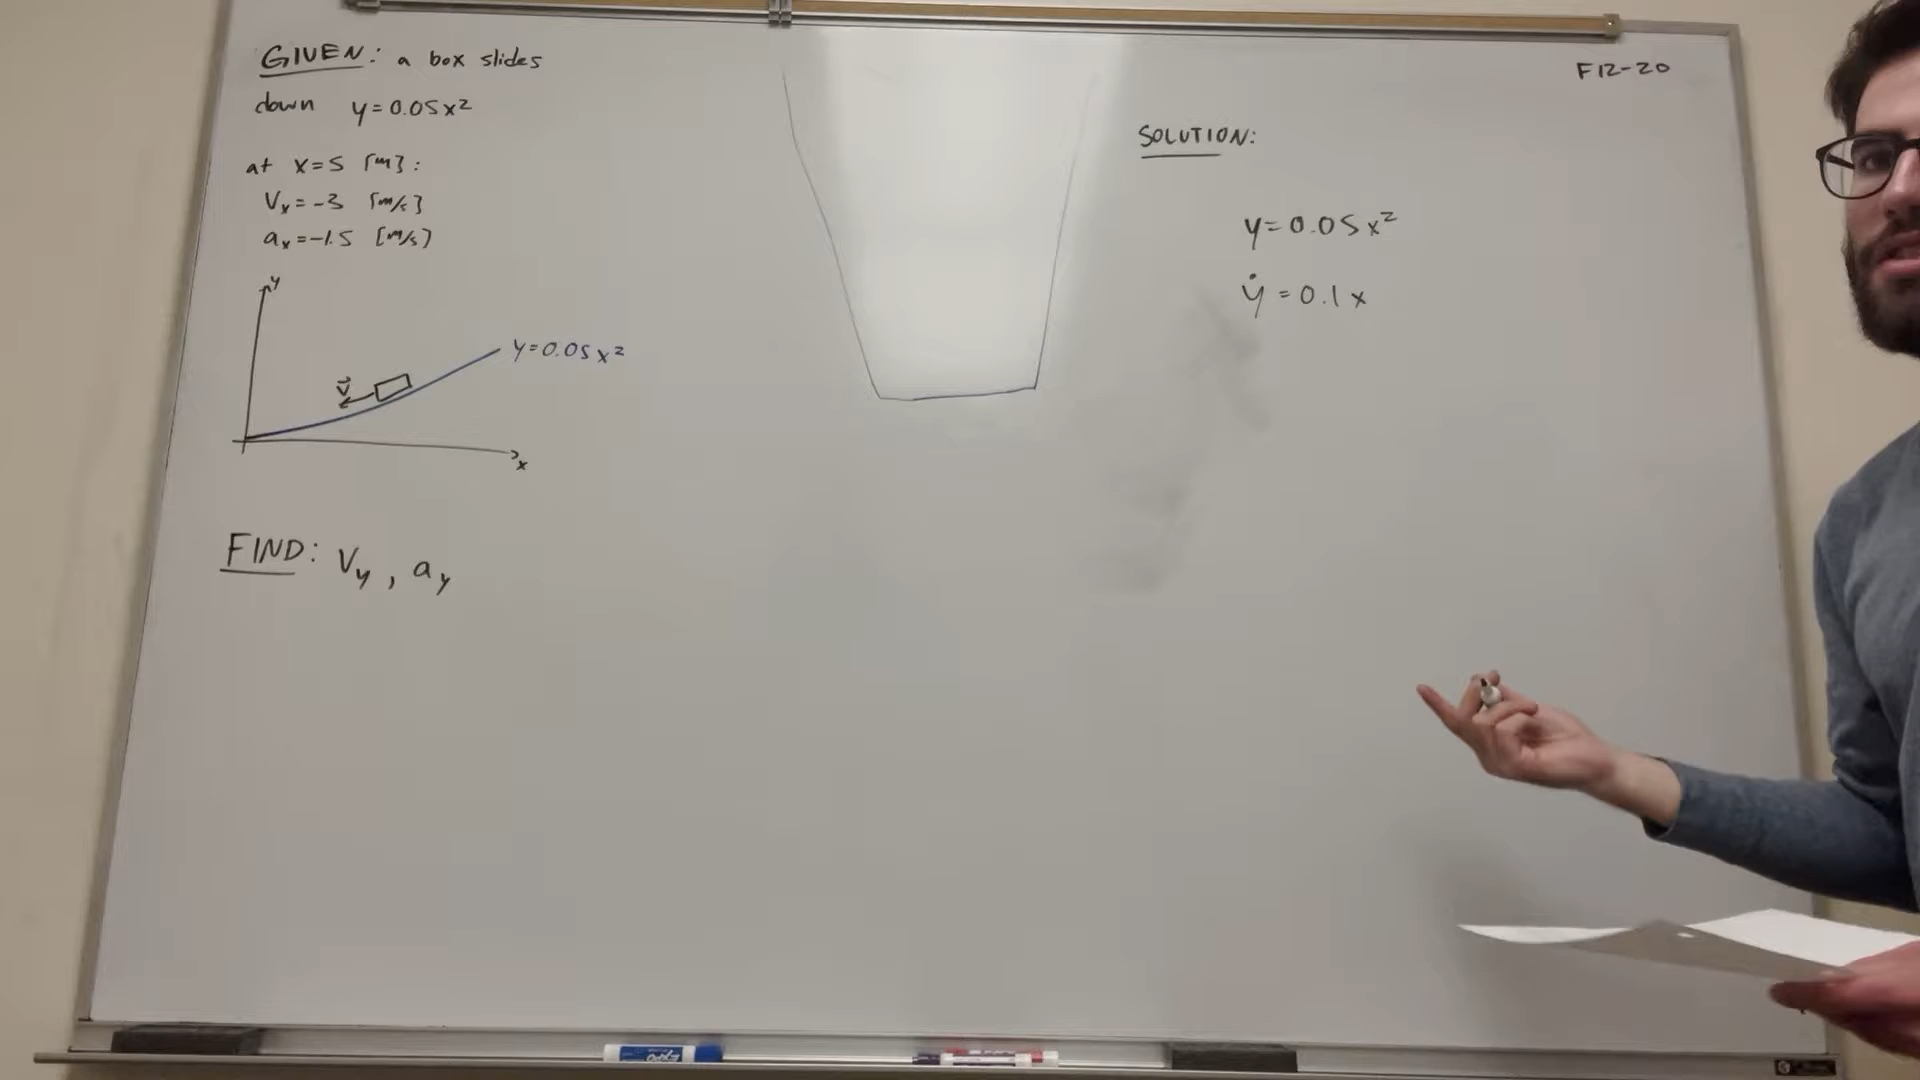 GIVEN: a box slides
down y=0.05x²
at x=5 [m]:
Vx=-3 [m/s]
ax=-1.5 [m/s]
y
V⃗
y=0.05x²
x
FIND: Vy, ay
F12-20
SOLUTION:
y=0.05x²
ẏ=0.1x
EXPO